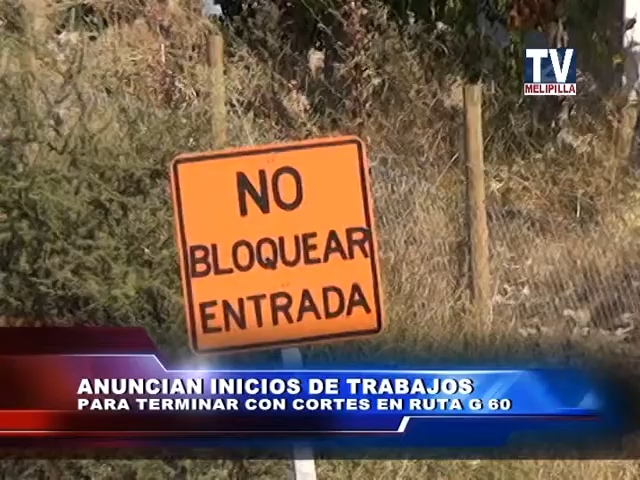 TV
MELIPILLA
NO
BLOQUEAR
ENTRADA
ANUNCIAN INICIOS DE TRABAJOS
PARA TERMINAR CON CORTES EN RUTA G 60